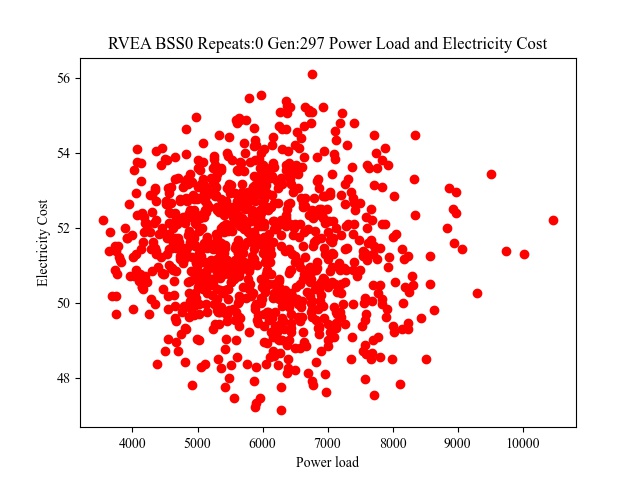 RVEA BSS0 Repeats:0 Gen:297 Power Load and Electricity Cost
56
54
52
50
48
Electricity Cost
4000 5000 6000 7000 8000 9000 10000
Power load